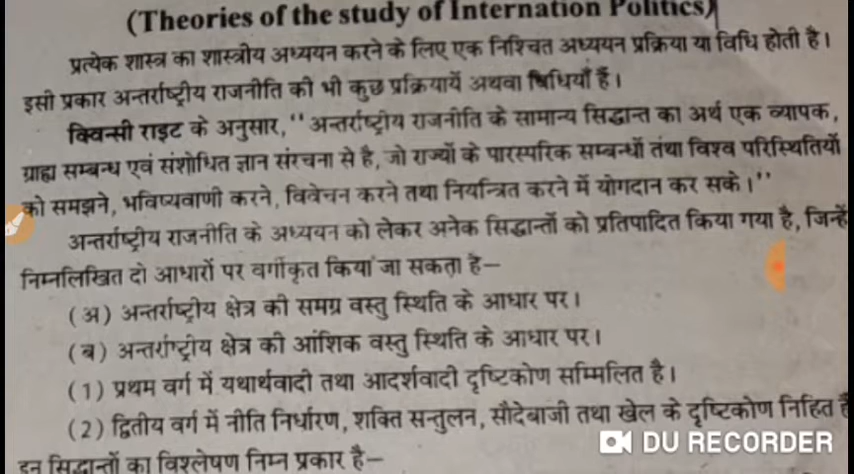 (Theories of the study of Internation Politics)
प्रत्येक शास्त्र का शास्त्रीय अध्ययन करने के लिए एक निश्चित अध्ययन प्रक्रिया या विधि होती है।
इसी प्रकार अन्तर्राष्ट्रीय राजनीति की भी कुछ प्रक्रियायें अथवा विधियाँ हैं।
क्विन्सी राइट के अनुसार, "अन्तर्राष्ट्रीय राजनीति के सामान्य सिद्धान्त का अर्थ एक व्यापक,
ग्राह्य सम्बन्ध एवं संशोधित ज्ञान संरचना से है, जो राज्यों के पारस्परिक सम्बन्धों तथा विश्व परिस्थितियों
को समझने, भविष्यवाणी करने, विवेचन करने तथा नियन्त्रित करने में योगदान कर सके।"
अन्तर्राष्ट्रीय राजनीति के अध्ययन को लेकर अनेक सिद्धान्तों को प्रतिपादित किया गया है, जिन्हें
निम्नलिखित दो आधारों पर वर्गीकृत किया जा सकता है—
(अ) अन्तर्राष्ट्रीय क्षेत्र की समग्र वस्तु स्थिति के आधार पर।
(ब) अन्तर्राष्ट्रीय क्षेत्र की आंशिक वस्तु स्थिति के आधार पर।
(1) प्रथम वर्ग में यथार्थवादी तथा आदर्शवादी दृष्टिकोण सम्मिलित है।
(2) द्वितीय वर्ग में नीति निर्धारण, शक्ति सन्तुलन, सौदेबाजी तथा खेल के दृष्टिकोण निहित हैं
DU RECORDER
इन सिद्धान्तों का विश्लेषण निम्न प्रकार है—